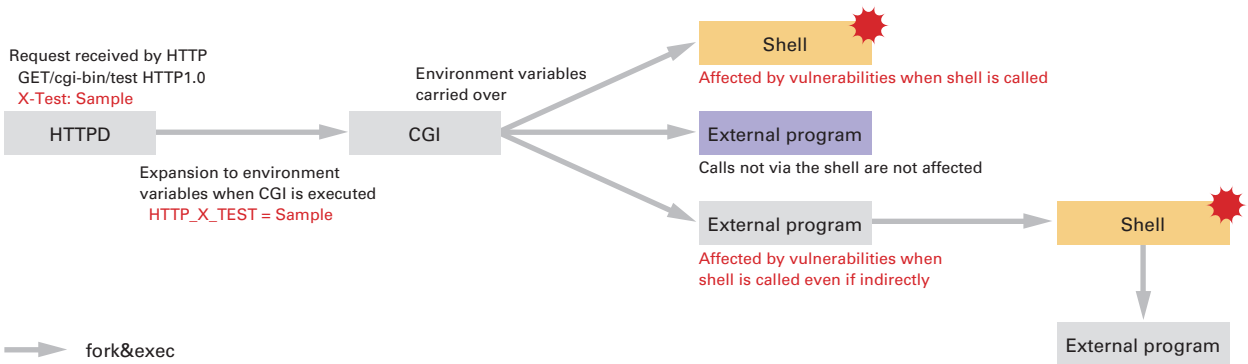 Request received by HTTP
GET/cgi-bin/test HTTP1.0
X-Test: Sample
HTTPD
Expansion to environment
variables when CGI is executed
HTTP_X_TEST = Sample
Environment variables
carried over
CGI
Shell
Affected by vulnerabilities when shell is called
External program
Calls not via the shell are not affected
External program
Affected by vulnerabilities when
shell is called even if indirectly
Shell
External program
fork&exec